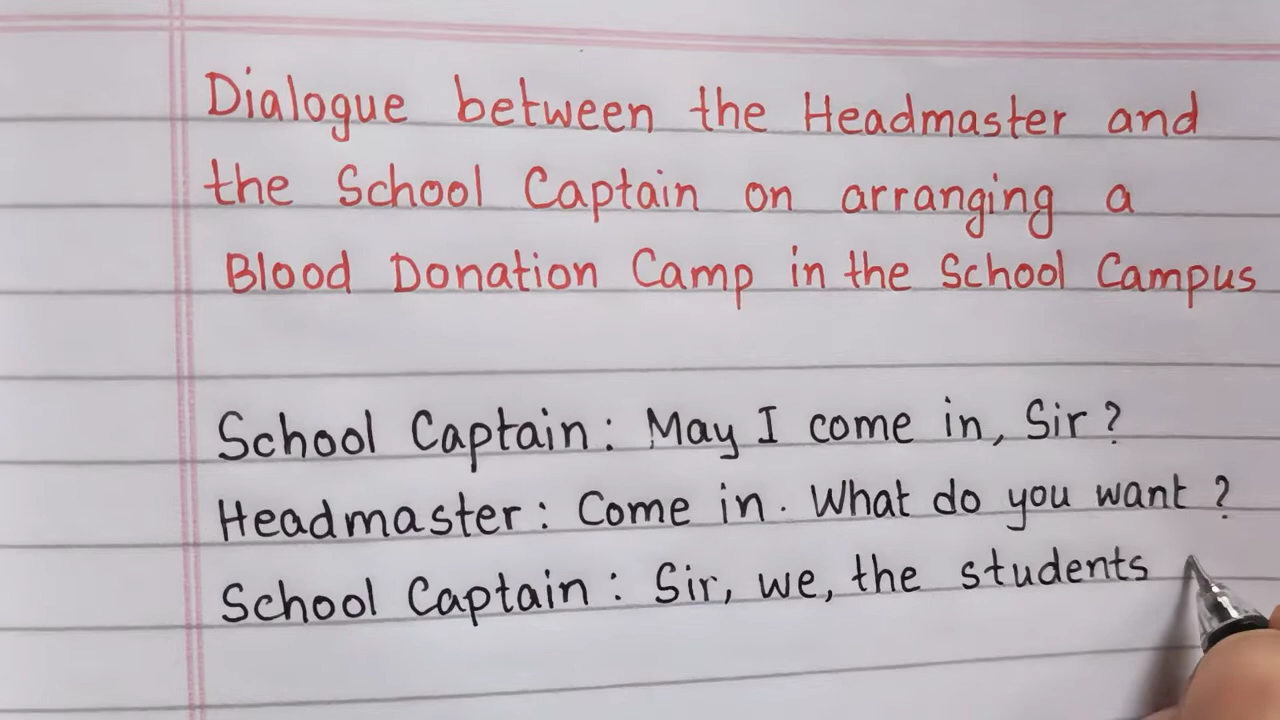 Dialogue between the Headmaster and
the School Captain on arranging a
Blood Donation Camp in the School Campus
School Captain: May I come in, Sir?
Headmaster: Come in. What do you want?
School Captain: Sir, we, the students